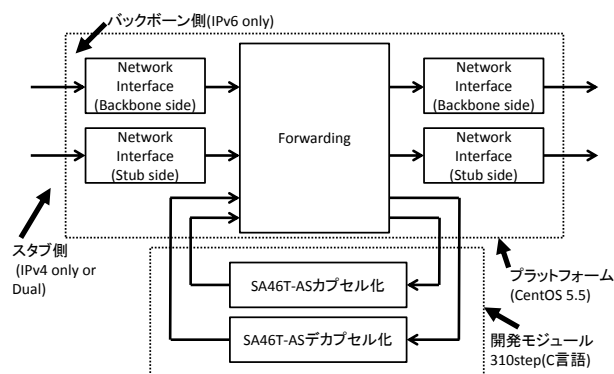 バックボーン側(IPv6 only)
Network
Interface
(Backbone side)
Network
Interface
(Stub side)
Forwarding
Network
Interface
(Backbone side)
Network
Interface
(Stub side)
スタブ側
(IPv4 only or
Dual)
SA46T-ASカプセル化
SA46T-ASデカプセル化
プラットフォーム
(CentOS 5.5)
開発モジュール
310step(C言語)